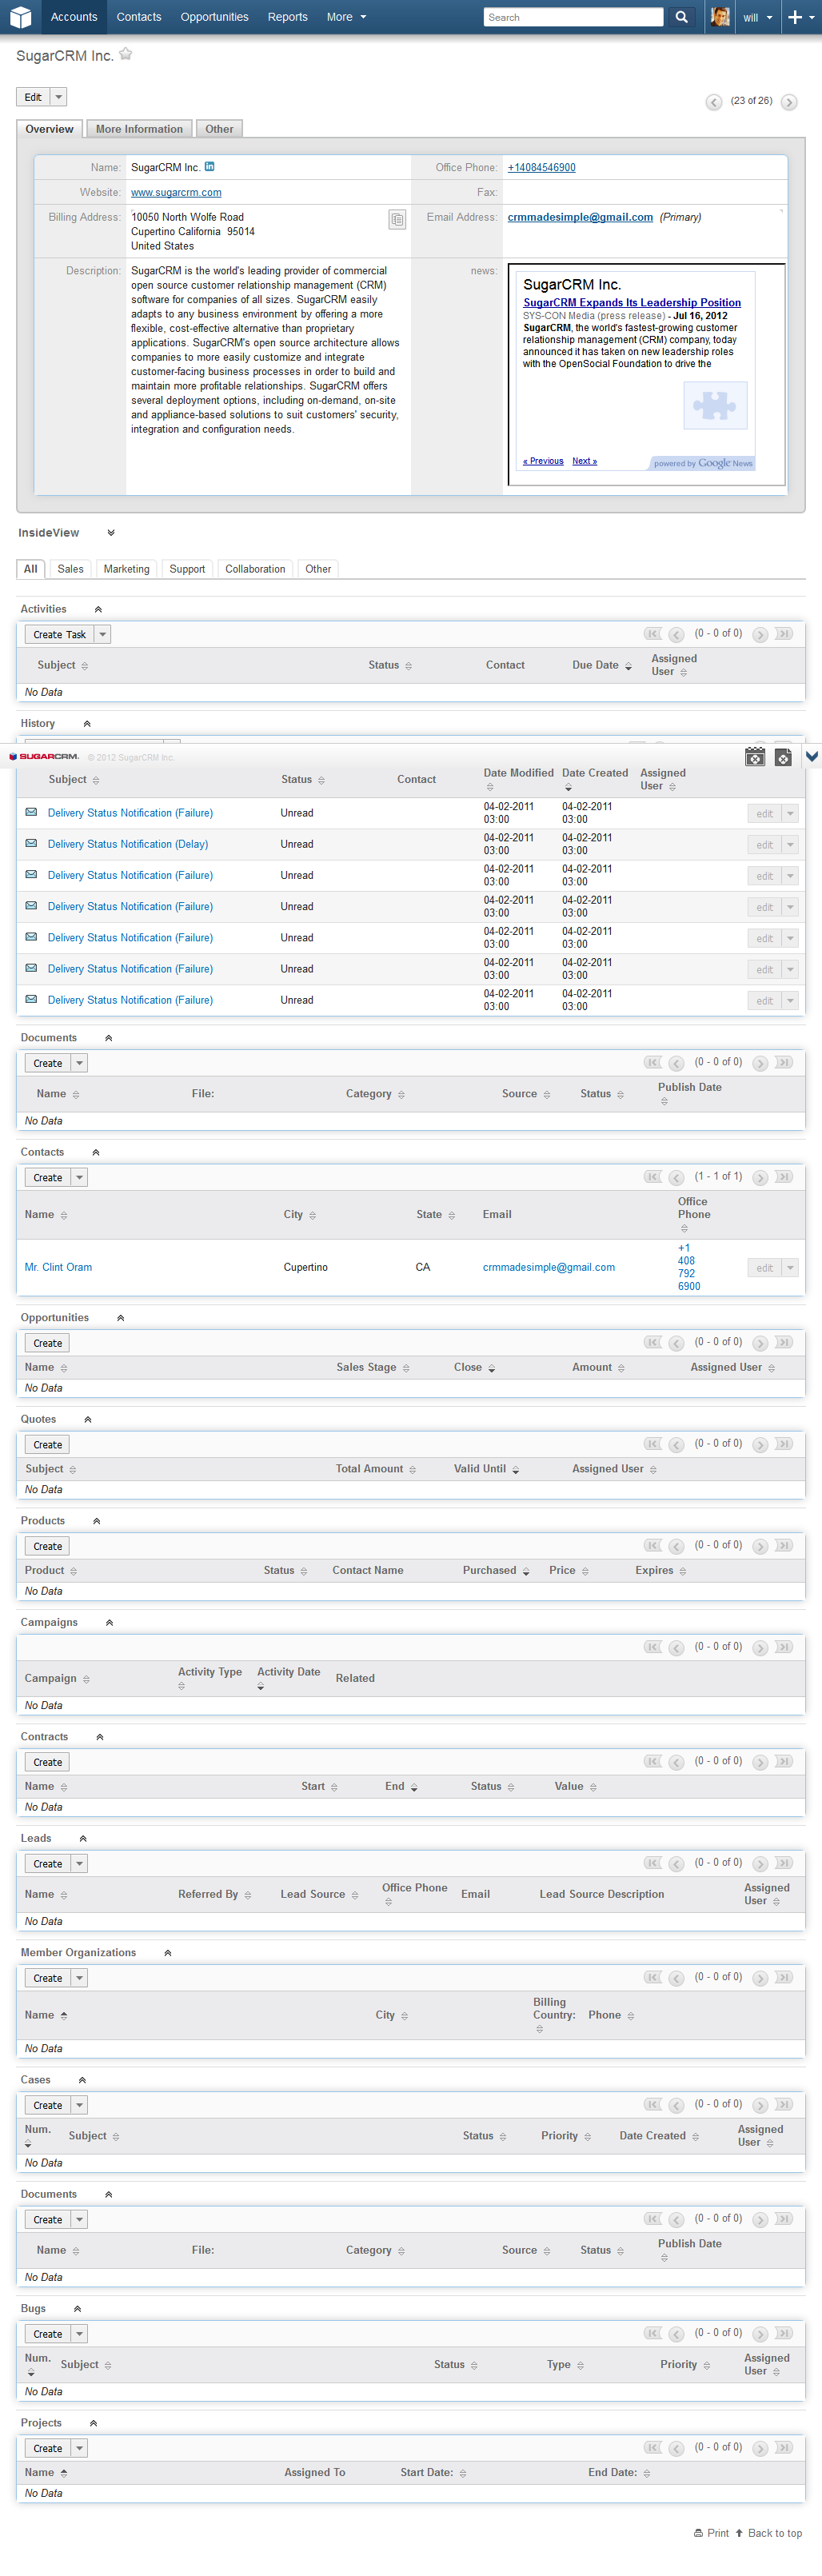 Accounts Contacts Opportunities Reports More Search will
SugarCRM Inc.
Edit
(23 of 26)
Overview More Information Other
Name: SugarCRM Inc. Office Phone: +14084546900
Website: www.sugarcrm.com Fax:
Billing Address: 10050 North Wolfe Road Email Address: crmmadesimple@gmail.com (Primary)
Cupertino California 95014
United States
Description: SugarCRM is the world's leading provider of commercial
open source customer relationship management (CRM)
software for companies of all sizes. SugarCRM easily
adapts to any business environment by offering a more
flexible, cost-effective alternative than proprietary
applications. SugarCRM's open source architecture allows
companies to more easily customize and integrate
customer-facing business processes in order to build and
maintain more profitable relationships. SugarCRM offers
several deployment options, including on-demand, on-site
and appliance-based solutions to suit customers' security,
integration and configuration needs.
news:
SugarCRM Inc.
SugarCRM Expands Its Leadership Position
SYS-CON Media (press release) - Jul 16, 2012
SugarCRM, the world's fastest-growing customer
relationship management (CRM) company, today
announced it has taken on new leadership roles
with the OpenSocial Foundation to drive the
« Previous Next » powered by Google News
InsideView
All Sales Marketing Support Collaboration Other
Activities
Create Task (0 - 0 of 0)
Subject Status Contact Due Date Assigned User
No Data
History
SUGARCRM. © 2012 SugarCRM Inc.
Subject Status Contact Date Modified Date Created Assigned User
Delivery Status Notification (Failure) Unread 04-02-2011 03:00 04-02-2011 03:00 edit
Delivery Status Notification (Delay) Unread 04-02-2011 03:00 04-02-2011 03:00 edit
Delivery Status Notification (Failure) Unread 04-02-2011 03:00 04-02-2011 03:00 edit
Delivery Status Notification (Failure) Unread 04-02-2011 03:00 04-02-2011 03:00 edit
Delivery Status Notification (Failure) Unread 04-02-2011 03:00 04-02-2011 03:00 edit
Delivery Status Notification (Failure) Unread 04-02-2011 03:00 04-02-2011 03:00 edit
Delivery Status Notification (Failure) Unread 04-02-2011 03:00 04-02-2011 03:00 edit
Documents
Create (0 - 0 of 0)
Name File: Category Source Status Publish Date
No Data
Contacts
Create (1 - 1 of 1)
Name City State Email Office Phone
Mr. Clint Oram Cupertino CA crmmadesimple@gmail.com +1 408 792 6900 edit
Opportunities
Create (0 - 0 of 0)
Name Sales Stage Close Amount Assigned User
No Data
Quotes
Create (0 - 0 of 0)
Subject Total Amount Valid Until Assigned User
No Data
Products
Create (0 - 0 of 0)
Product Status Contact Name Purchased Price Expires
No Data
Campaigns
(0 - 0 of 0)
Campaign Activity Type Activity Date Related
No Data
Contracts
Create (0 - 0 of 0)
Name Start End Status Value
No Data
Leads
Create (0 - 0 of 0)
Name Referred By Lead Source Office Phone Email Lead Source Description Assigned User
No Data
Member Organizations
Create (0 - 0 of 0)
Name City Billing Country: Phone
No Data
Cases
Create (0 - 0 of 0)
Num. Subject Status Priority Date Created Assigned User
No Data
Documents
Create (0 - 0 of 0)
Name File: Category Source Status Publish Date
No Data
Bugs
Create (0 - 0 of 0)
Num. Subject Status Type Priority Assigned User
No Data
Projects
Create (0 - 0 of 0)
Name Assigned To Start Date: End Date:
No Data
Print Back to top